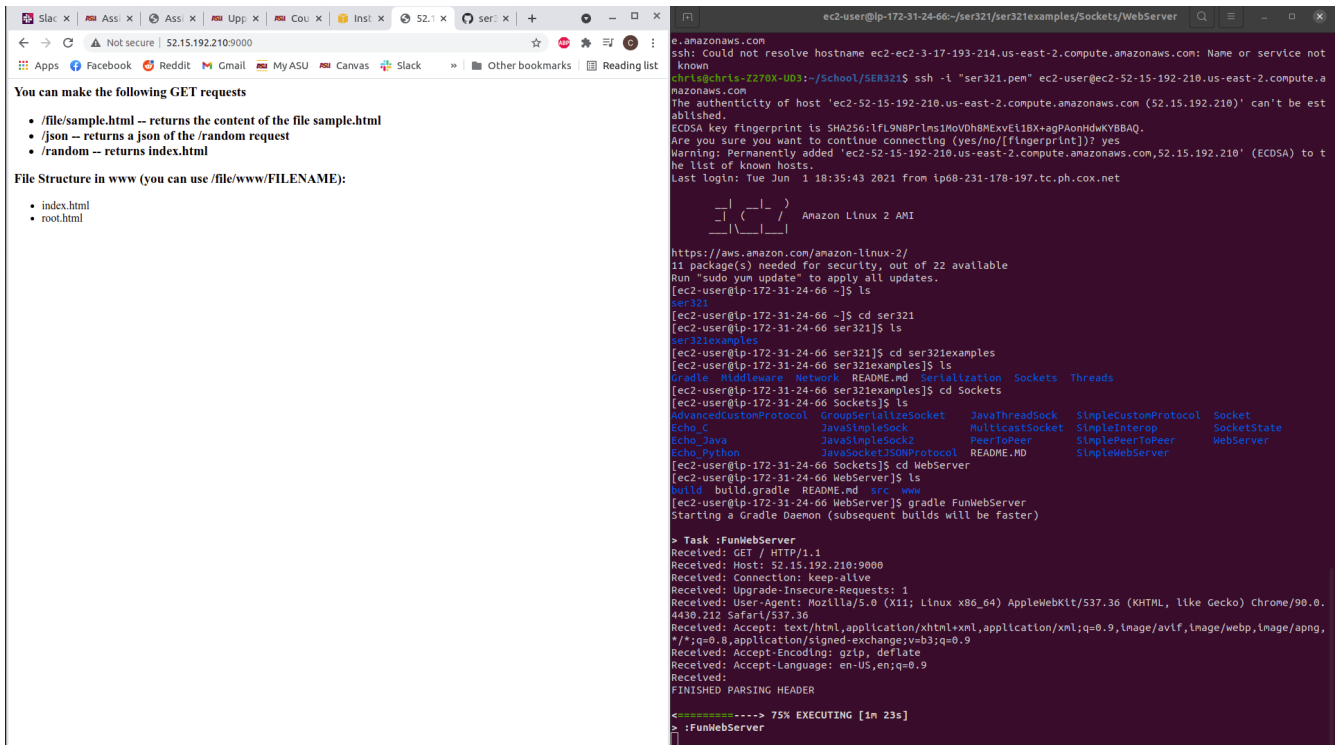 Slac × Assi × Assi × Upp × Cou × Inst × 52.1 × ser3 × +
Not secure | 52.15.192.210:9000
Apps Facebook Reddit Gmail My ASU Canvas Slack » Other bookmarks Reading list
You can make the following GET requests
• /file/sample.html -- returns the content of the file sample.html
• /json -- returns a json of the /random request
• /random -- returns index.html
File Structure in www (you can use /file/www/FILENAME):
• index.html
• root.html
ec2-user@ip-172-31-24-66:~/ser321/ser321examples/Sockets/WebServer
e.amazonaws.com
ssh: Could not resolve hostname ec2-ec2-3-17-193-214.us-east-2.compute.amazonaws.com: Name or service not
known
chris@chris-Z270X-UD3:~/School/SER321$ ssh -i "ser321.pem" ec2-user@ec2-52-15-192-210.us-east-2.compute.a
mazonaws.com
The authenticity of host 'ec2-52-15-192-210.us-east-2.compute.amazonaws.com (52.15.192.210)' can't be est
ablished.
ECDSA key fingerprint is SHA256:lfL9N8Prlms1MoVDh8MExvEi1BX+agPAonHdwKYBBAQ.
Are you sure you want to continue connecting (yes/no/[fingerprint])? yes
Warning: Permanently added 'ec2-52-15-192-210.us-east-2.compute.amazonaws.com,52.15.192.210' (ECDSA) to t
he list of known hosts.
Last login: Tue Jun  1 18:35:43 2021 from ip68-231-178-197.tc.ph.cox.net
__|  __|_  )
_|  (     /   Amazon Linux 2 AMI
___|\___|___|
https://aws.amazon.com/amazon-linux-2/
11 package(s) needed for security, out of 22 available
Run "sudo yum update" to apply all updates.
[ec2-user@ip-172-31-24-66 ~]$ ls
ser321
[ec2-user@ip-172-31-24-66 ~]$ cd ser321
[ec2-user@ip-172-31-24-66 ser321]$ ls
ser321examples
[ec2-user@ip-172-31-24-66 ser321]$ cd ser321examples
[ec2-user@ip-172-31-24-66 ser321examples]$ ls
Gradle Middleware Network README.md Serialization Sockets Threads
[ec2-user@ip-172-31-24-66 ser321examples]$ cd Sockets
[ec2-user@ip-172-31-24-66 Sockets]$ ls
AdvancedCustomProtocol GroupSerializeSocket JavaThreadSock SimpleCustomProtocol Socket
Echo_C JavaSimpleSock MulticastSocket SimpleInterop SocketState
Echo_Java JavaSimpleSock2 PeerToPeer SimplePeerToPeer WebServer
Echo_Python JavaSocketJSONProtocol README.MD SimpleWebServer
[ec2-user@ip-172-31-24-66 Sockets]$ cd WebServer
[ec2-user@ip-172-31-24-66 WebServer]$ ls
build build.gradle README.md src www
[ec2-user@ip-172-31-24-66 WebServer]$ gradle FunWebServer
Starting a Gradle Daemon (subsequent builds will be faster)
> Task :FunWebServer
Received: GET / HTTP/1.1
Received: Host: 52.15.192.210:9000
Received: Connection: keep-alive
Received: Upgrade-Insecure-Requests: 1
Received: User-Agent: Mozilla/5.0 (X11; Linux x86_64) AppleWebKit/537.36 (KHTML, like Gecko) Chrome/90.0.
4430.212 Safari/537.36
Received: Accept: text/html,application/xhtml+xml,application/xml;q=0.9,image/avif,image/webp,image/apng,
*/*;q=0.8,application/signed-exchange;v=b3;q=0.9
Received: Accept-Encoding: gzip, deflate
Received: Accept-Language: en-US,en;q=0.9
Received:
FINISHED PARSING HEADER
<=========----> 75% EXECUTING [1m 23s]
> :FunWebServer